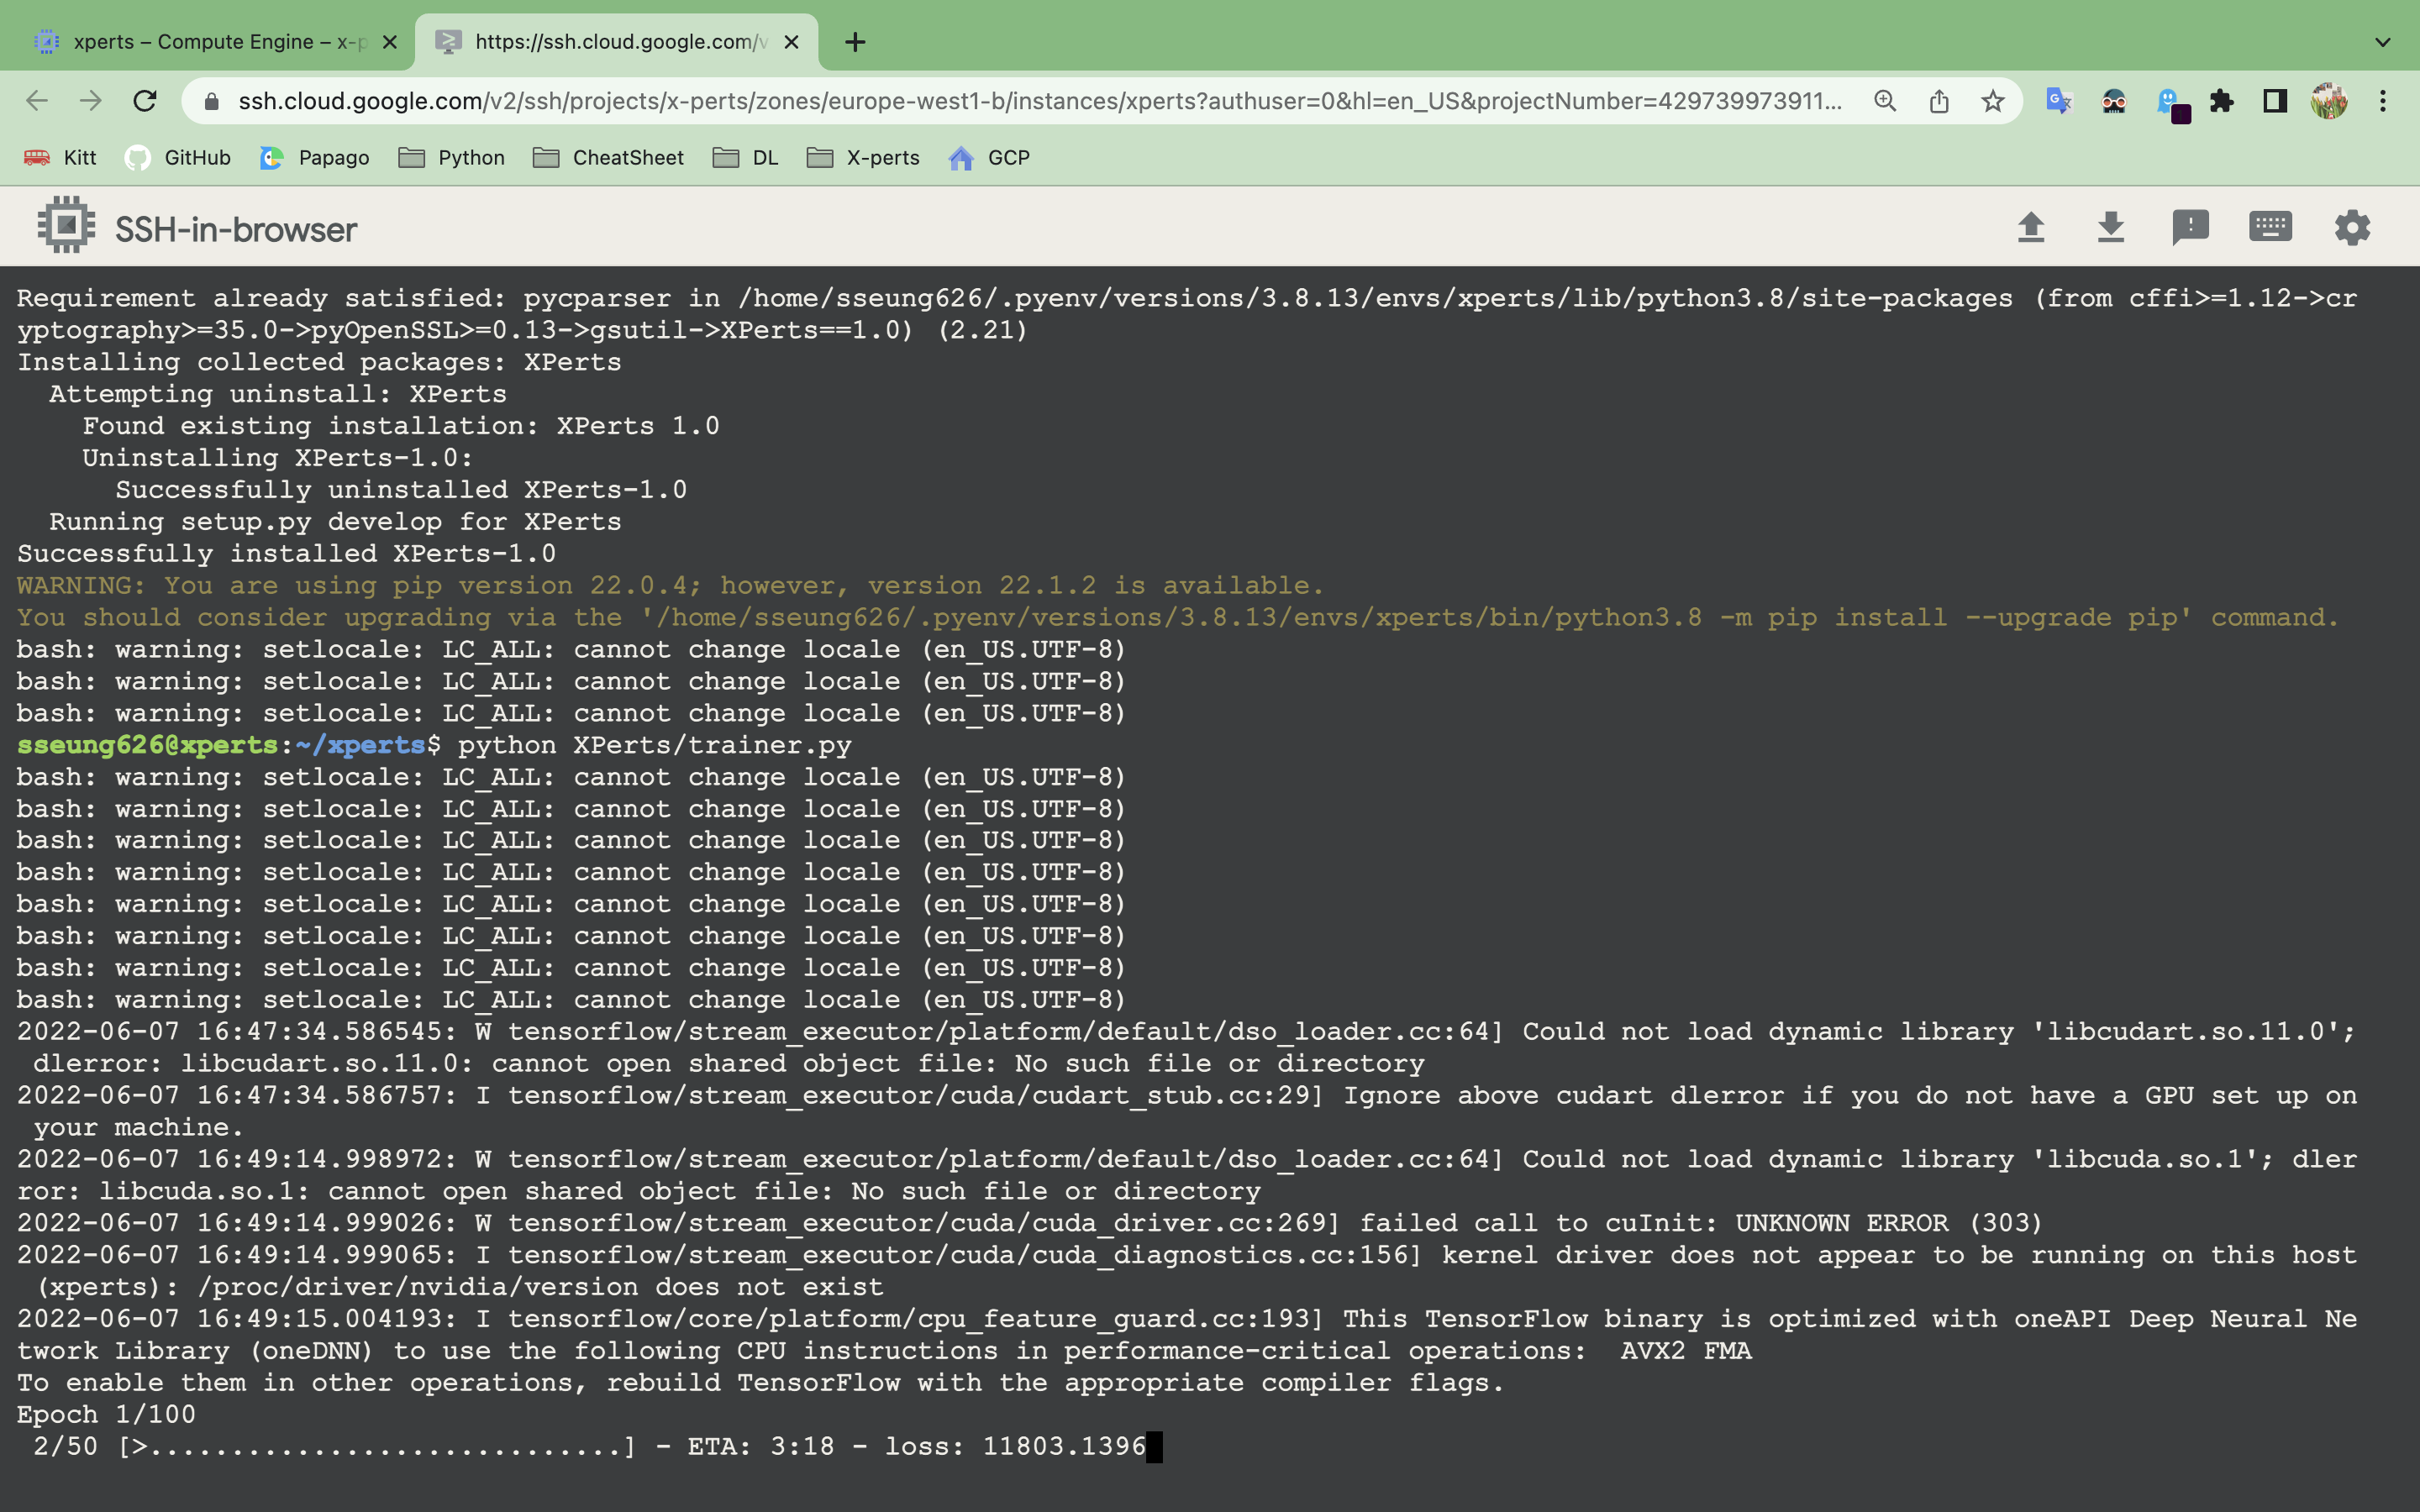 xperts – Compute Engine – x-p
https://ssh.cloud.google.com/v
ssh.cloud.google.com/v2/ssh/projects/x-perts/zones/europe-west1-b/instances/xperts?authuser=0&hl=en_US&projectNumber=429739973911...
Kitt GitHub Papago Python CheatSheet DL X-perts GCP
SSH-in-browser
Requirement already satisfied: pycparser in /home/sseung626/.pyenv/versions/3.8.13/envs/xperts/lib/python3.8/site-packages (from cffi>=1.12->cr
yptography>=35.0->pyOpenSSL>=0.13->gsutil->XPerts==1.0) (2.21)
Installing collected packages: XPerts
  Attempting uninstall: XPerts
    Found existing installation: XPerts 1.0
    Uninstalling XPerts-1.0:
      Successfully uninstalled XPerts-1.0
  Running setup.py develop for XPerts
Successfully installed XPerts-1.0
WARNING: You are using pip version 22.0.4; however, version 22.1.2 is available.
You should consider upgrading via the '/home/sseung626/.pyenv/versions/3.8.13/envs/xperts/bin/python3.8 -m pip install --upgrade pip' command.
bash: warning: setlocale: LC_ALL: cannot change locale (en_US.UTF-8)
bash: warning: setlocale: LC_ALL: cannot change locale (en_US.UTF-8)
bash: warning: setlocale: LC_ALL: cannot change locale (en_US.UTF-8)
sseung626@xperts:~/xperts$ python XPerts/trainer.py
bash: warning: setlocale: LC_ALL: cannot change locale (en_US.UTF-8)
bash: warning: setlocale: LC_ALL: cannot change locale (en_US.UTF-8)
bash: warning: setlocale: LC_ALL: cannot change locale (en_US.UTF-8)
bash: warning: setlocale: LC_ALL: cannot change locale (en_US.UTF-8)
bash: warning: setlocale: LC_ALL: cannot change locale (en_US.UTF-8)
bash: warning: setlocale: LC_ALL: cannot change locale (en_US.UTF-8)
bash: warning: setlocale: LC_ALL: cannot change locale (en_US.UTF-8)
bash: warning: setlocale: LC_ALL: cannot change locale (en_US.UTF-8)
2022-06-07 16:47:34.586545: W tensorflow/stream_executor/platform/default/dso_loader.cc:64] Could not load dynamic library 'libcudart.so.11.0';
 dlerror: libcudart.so.11.0: cannot open shared object file: No such file or directory
2022-06-07 16:47:34.586757: I tensorflow/stream_executor/cuda/cudart_stub.cc:29] Ignore above cudart dlerror if you do not have a GPU set up on
 your machine.
2022-06-07 16:49:14.998972: W tensorflow/stream_executor/platform/default/dso_loader.cc:64] Could not load dynamic library 'libcuda.so.1'; dler
ror: libcuda.so.1: cannot open shared object file: No such file or directory
2022-06-07 16:49:14.999026: W tensorflow/stream_executor/cuda/cuda_driver.cc:269] failed call to cuInit: UNKNOWN ERROR (303)
2022-06-07 16:49:14.999065: I tensorflow/stream_executor/cuda/cuda_diagnostics.cc:156] kernel driver does not appear to be running on this host
 (xperts): /proc/driver/nvidia/version does not exist
2022-06-07 16:49:15.004193: I tensorflow/core/platform/cpu_feature_guard.cc:193] This TensorFlow binary is optimized with oneAPI Deep Neural Ne
twork Library (oneDNN) to use the following CPU instructions in performance-critical operations:  AVX2 FMA
To enable them in other operations, rebuild TensorFlow with the appropriate compiler flags.
Epoch 1/100
 2/50 [>.............................] - ETA: 3:18 - loss: 11803.1396